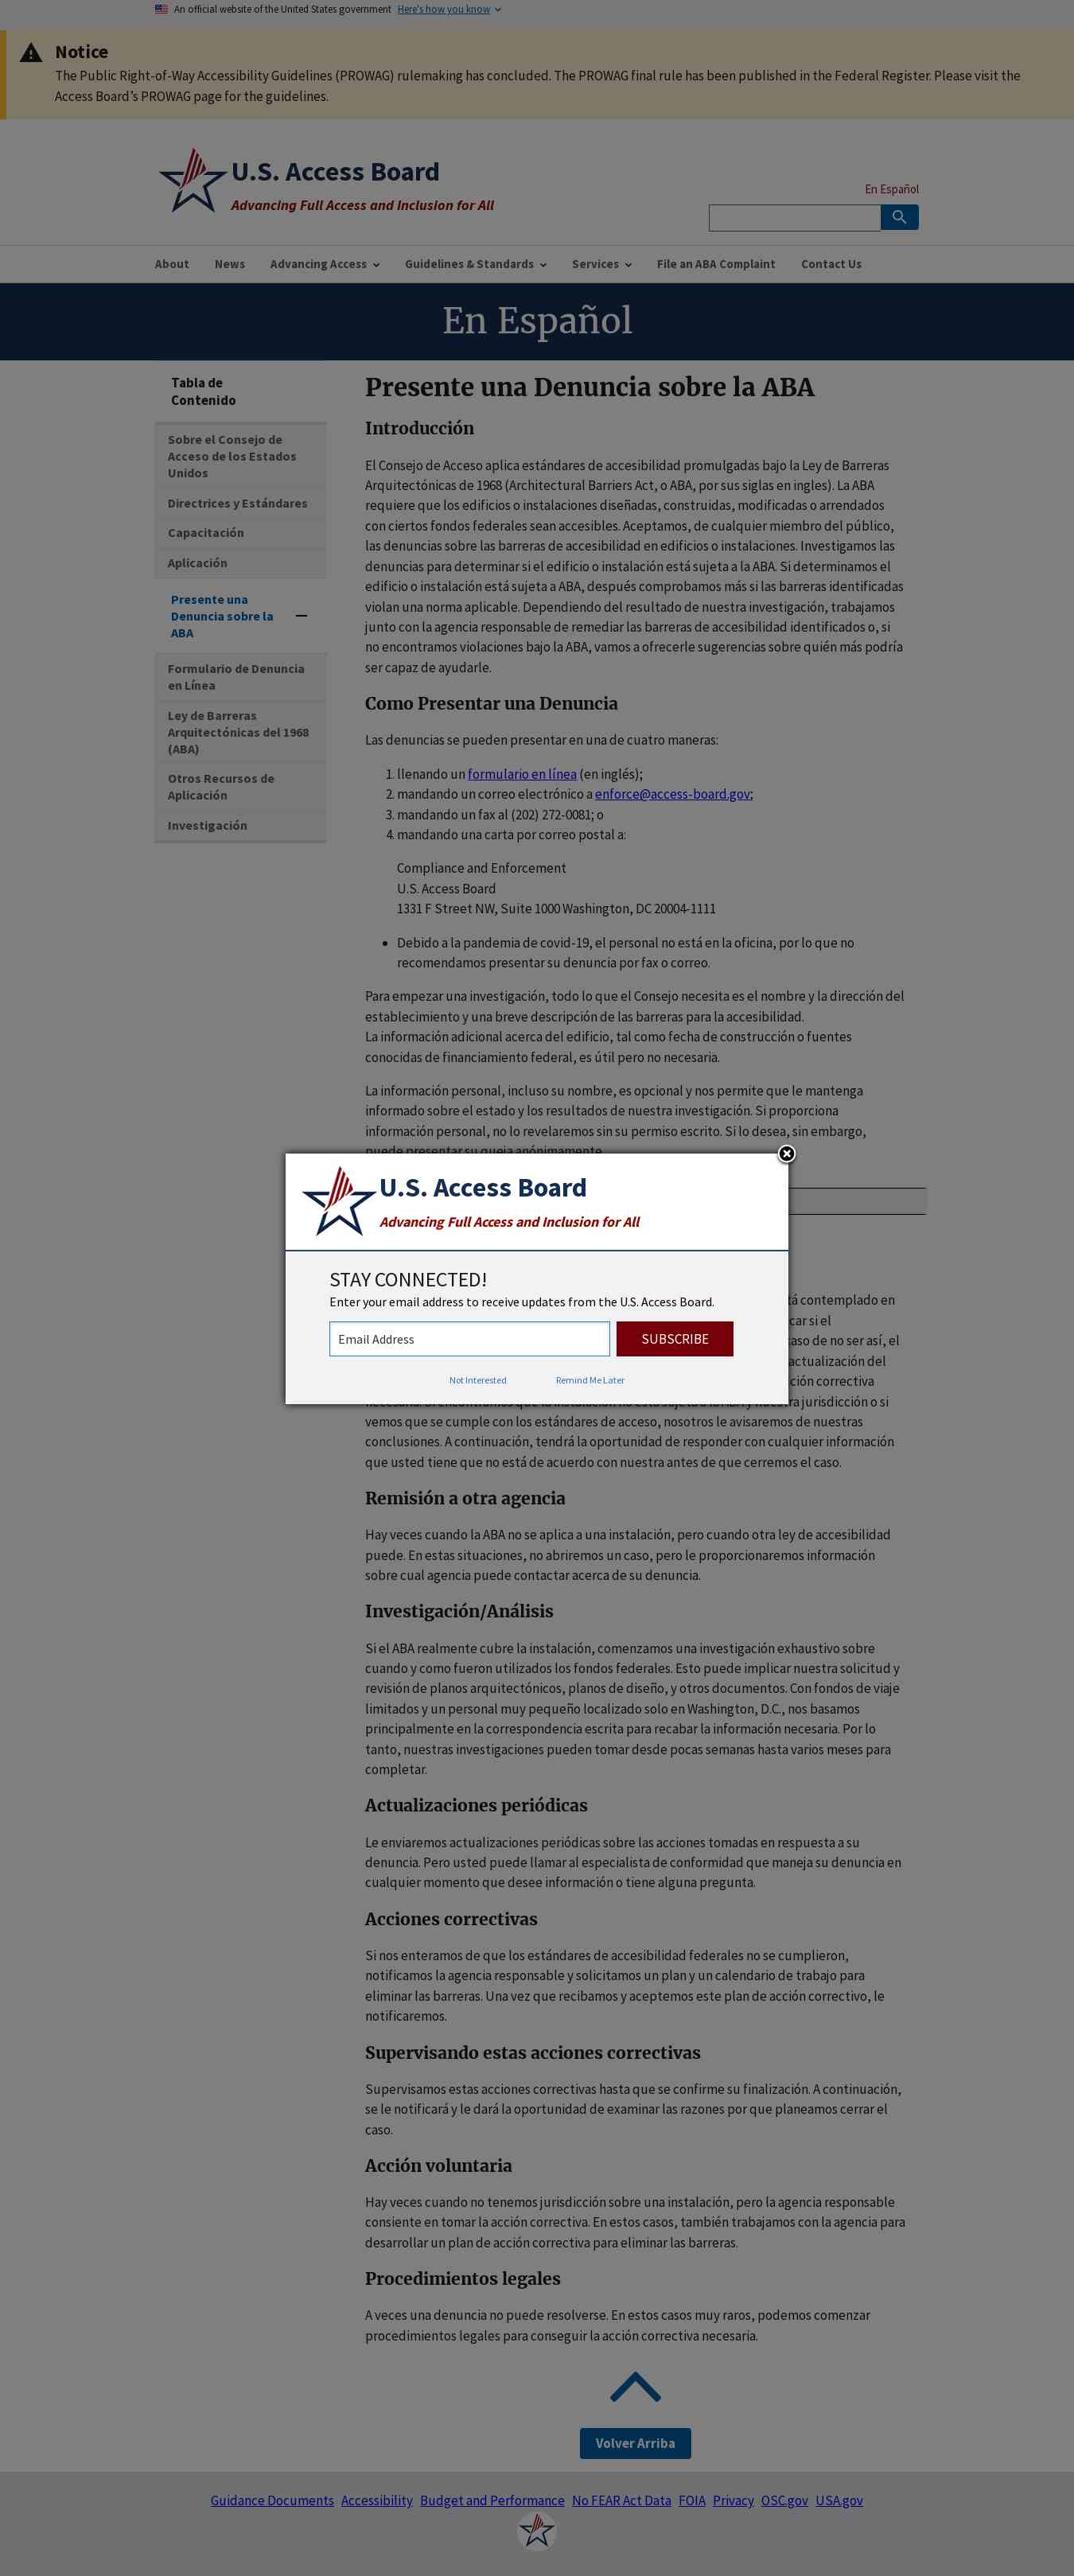 An official website of the United States government Here's how you know
Notice
The Public Right-of-Way Accessibility Guidelines (PROWAG) rulemaking has concluded. The PROWAG final rule has been published in the Federal Register. Please visit the
Access Board’s PROWAG page for the guidelines.
U.S. Access Board
Advancing Full Access and Inclusion for All
En Español
About News Advancing Access Guidelines & Standards Services File an ABA Complaint Contact Us
En Español
Tabla de
Contenido
Sobre el Consejo de
Acceso de los Estados
Unidos
Directrices y Estándares
Capacitación
Aplicación
Presente una
Denuncia sobre la
ABA
Formulario de Denuncia
en Línea
Ley de Barreras
Arquitectónicas del 1968
(ABA)
Otros Recursos de
Aplicación
Investigación
Presente una Denuncia sobre la ABA
Introducción
El Consejo de Acceso aplica estándares de accesibilidad promulgadas bajo la Ley de Barreras
Arquitectónicas de 1968 (Architectural Barriers Act, o ABA, por sus siglas en ingles). La ABA
requiere que los edificios o instalaciones diseñadas, construidas, modificadas o arrendados
con ciertos fondos federales sean accesibles. Aceptamos, de cualquier miembro del público,
las denuncias sobre las barreras de accesibilidad en edificios o instalaciones. Investigamos las
denuncias para determinar si el edificio o instalación está sujeta a la ABA. Si determinamos el
edificio o instalación está sujeta a ABA, después comprobamos más si las barreras identificadas
violan una norma aplicable. Dependiendo del resultado de nuestra investigación, trabajamos
junto con la agencia responsable de remediar las barreras de accesibilidad identificados o, si
no encontramos violaciones bajo la ABA, vamos a ofrecerle sugerencias sobre quién más podría
ser capaz de ayudarle.
Como Presentar una Denuncia
Las denuncias se pueden presentar en una de cuatro maneras:
1. llenando un formulario en línea (en inglés);
2. mandando un correo electrónico a enforce@access-board.gov;
3. mandando un fax al (202) 272-0081; o
4. mandando una carta por correo postal a:
Compliance and Enforcement
U.S. Access Board
1331 F Street NW, Suite 1000 Washington, DC 20004-1111
• Debido a la pandemia de covid-19, el personal no está en la oficina, por lo que no
recomendamos presentar su denuncia por fax o correo.
Para empezar una investigación, todo lo que el Consejo necesita es el nombre y la dirección del
establecimiento y una breve descripción de las barreras para la accesibilidad.
La información adicional acerca del edificio, tal como fecha de construcción o fuentes
conocidas de financiamiento federal, es útil pero no necesaria.
La información personal, incluso su nombre, es opcional y nos permite que le mantenga
informado sobre el estado y los resultados de nuestra investigación. Si proporciona
información personal, no lo revelaremos sin su permiso escrito. Si lo desea, sin embargo,
puede presentar su queja anónimamente.
U.S. Access Board
Advancing Full Access and Inclusion for All
STAY CONNECTED!
Enter your email address to receive updates from the U.S. Access Board.
Email Address SUBSCRIBE
Not Interested Remind Me Later
contemplado en
si el
caso de no ser así, el
actualización del
correctiva
jurisdicción o si
vemos que se cumple con los estándares de acceso, nosotros le avisaremos de nuestras
conclusiones. A continuación, tendrá la oportunidad de responder con cualquier información
que usted tiene que no está de acuerdo con nuestra antes de que cerremos el caso.
Remisión a otra agencia
Hay veces cuando la ABA no se aplica a una instalación, pero cuando otra ley de accesibilidad
puede. En estas situaciones, no abriremos un caso, pero le proporcionaremos información
sobre cual agencia puede contactar acerca de su denuncia.
Investigación/Análisis
Si el ABA realmente cubre la instalación, comenzamos una investigación exhaustivo sobre
cuando y como fueron utilizados los fondos federales. Esto puede implicar nuestra solicitud y
revisión de planos arquitectónicos, planos de diseño, y otros documentos. Con fondos de viaje
limitados y un personal muy pequeño localizado solo en Washington, D.C., nos basamos
principalmente en la correspondencia escrita para recabar la información necesaria. Por lo
tanto, nuestras investigaciones pueden tomar desde pocas semanas hasta varios meses para
completar.
Actualizaciones periódicas
Le enviaremos actualizaciones periódicas sobre las acciones tomadas en respuesta a su
denuncia. Pero usted puede llamar al especialista de conformidad que maneja su denuncia en
cualquier momento que desee información o tiene alguna pregunta.
Acciones correctivas
Si nos enteramos de que los estándares de accesibilidad federales no se cumplieron,
notificamos la agencia responsable y solicitamos un plan y un calendario de trabajo para
eliminar las barreras. Una vez que recibamos y aceptemos este plan de acción correctivo, le
notificaremos.
Supervisando estas acciones correctivas
Supervisamos estas acciones correctivas hasta que se confirme su finalización. A continuación,
se le notificará y le dará la oportunidad de examinar las razones por que planeamos cerrar el
caso.
Acción voluntaria
Hay veces cuando no tenemos jurisdicción sobre una instalación, pero la agencia responsable
consiente en tomar la acción correctiva. En estos casos, también trabajamos con la agencia para
desarrollar un plan de acción correctiva para eliminar las barreras.
Procedimientos legales
A veces una denuncia no puede resolverse. En estos casos muy raros, podemos comenzar
procedimientos legales para conseguir la acción correctiva necesaria.
Volver Arriba
Guidance Documents Accessibility Budget and Performance No FEAR Act Data FOIA Privacy OSC.gov USA.gov